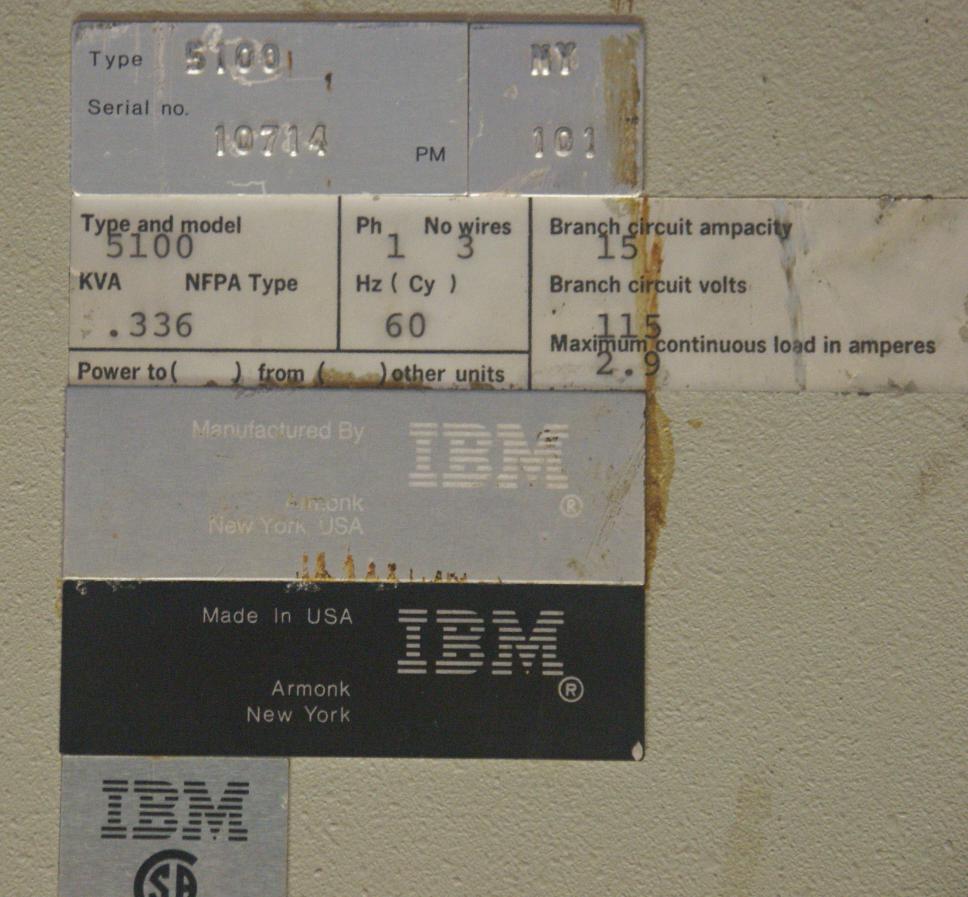 Type 5100 MY
Serial no.
10714 PM 101
Type and model Ph No wires Branch circuit ampacity
5100 1 3 15
KVA NFPA Type Hz ( Cy ) Branch circuit volts
.336 60 115
Maximum continuous load in amperes
2.9
Power to ( ) from ( ) other units
Manufactured By IBM
®
Armonk
New York USA
Made In USA IBM
®
Armonk
New York
IBM
SA